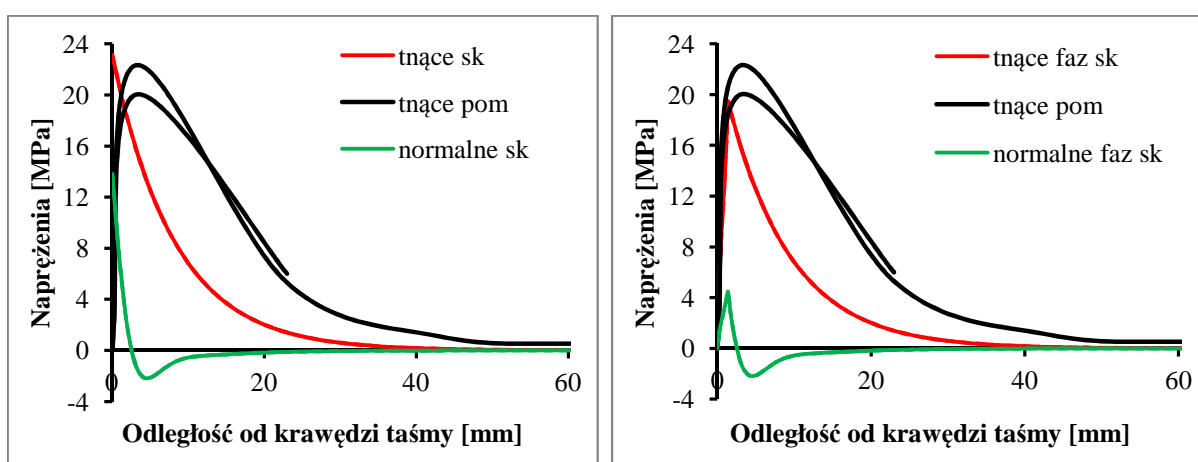 24
20
16
12
8
4
0
-4
Naprężenia [MPa]
0
20
40
60
Odległość od krawędzi taśmy [mm]
tnące sk
tnące pom
normalne sk
24
20
16
12
8
4
0
-4
Naprężenia [MPa]
0
20
40
60
Odległość od krawędzi taśmy [mm]
tnące faz sk
tnące pom
normalne faz sk